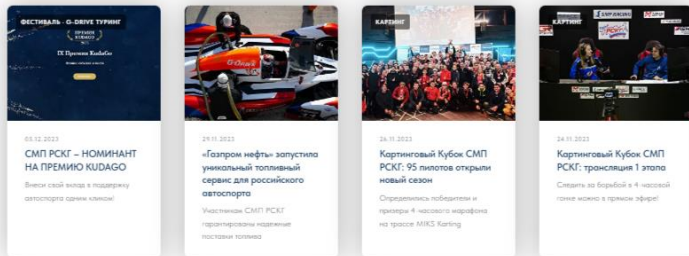 ФЕСТИВАЛЬ · G-DRIVE ТУРИНГ
ПРЕМИЯ
KUDAGO
IX Премия KudaGo
03.12.2023
СМП РСКГ – НОМИНАНТ
НА ПРЕМИЮ KUDAGO
Внеси свой вклад в поддержку
автоспорта одним кликом!
G-DRIVE
29.11.2023
«Газпром нефть» запустила
уникальный топливный
сервис для российского
автоспорта
Участникам СМП РСКГ
гарантированы надежные
поставки топлива
КАРТИНГ
26.11.2023
Картинговый Кубок СМП
РСКГ: 95 пилотов открыли
новый сезон
Определились победители и
призеры 4-часового марафона
на трассе MIKS Karting
КАРТИНГ
24.11.2023
Картинговый Кубок СМП
РСКГ: трансляция 1 этапа
Следить за борьбой в 4-часовой
гонке можно в прямом эфире!